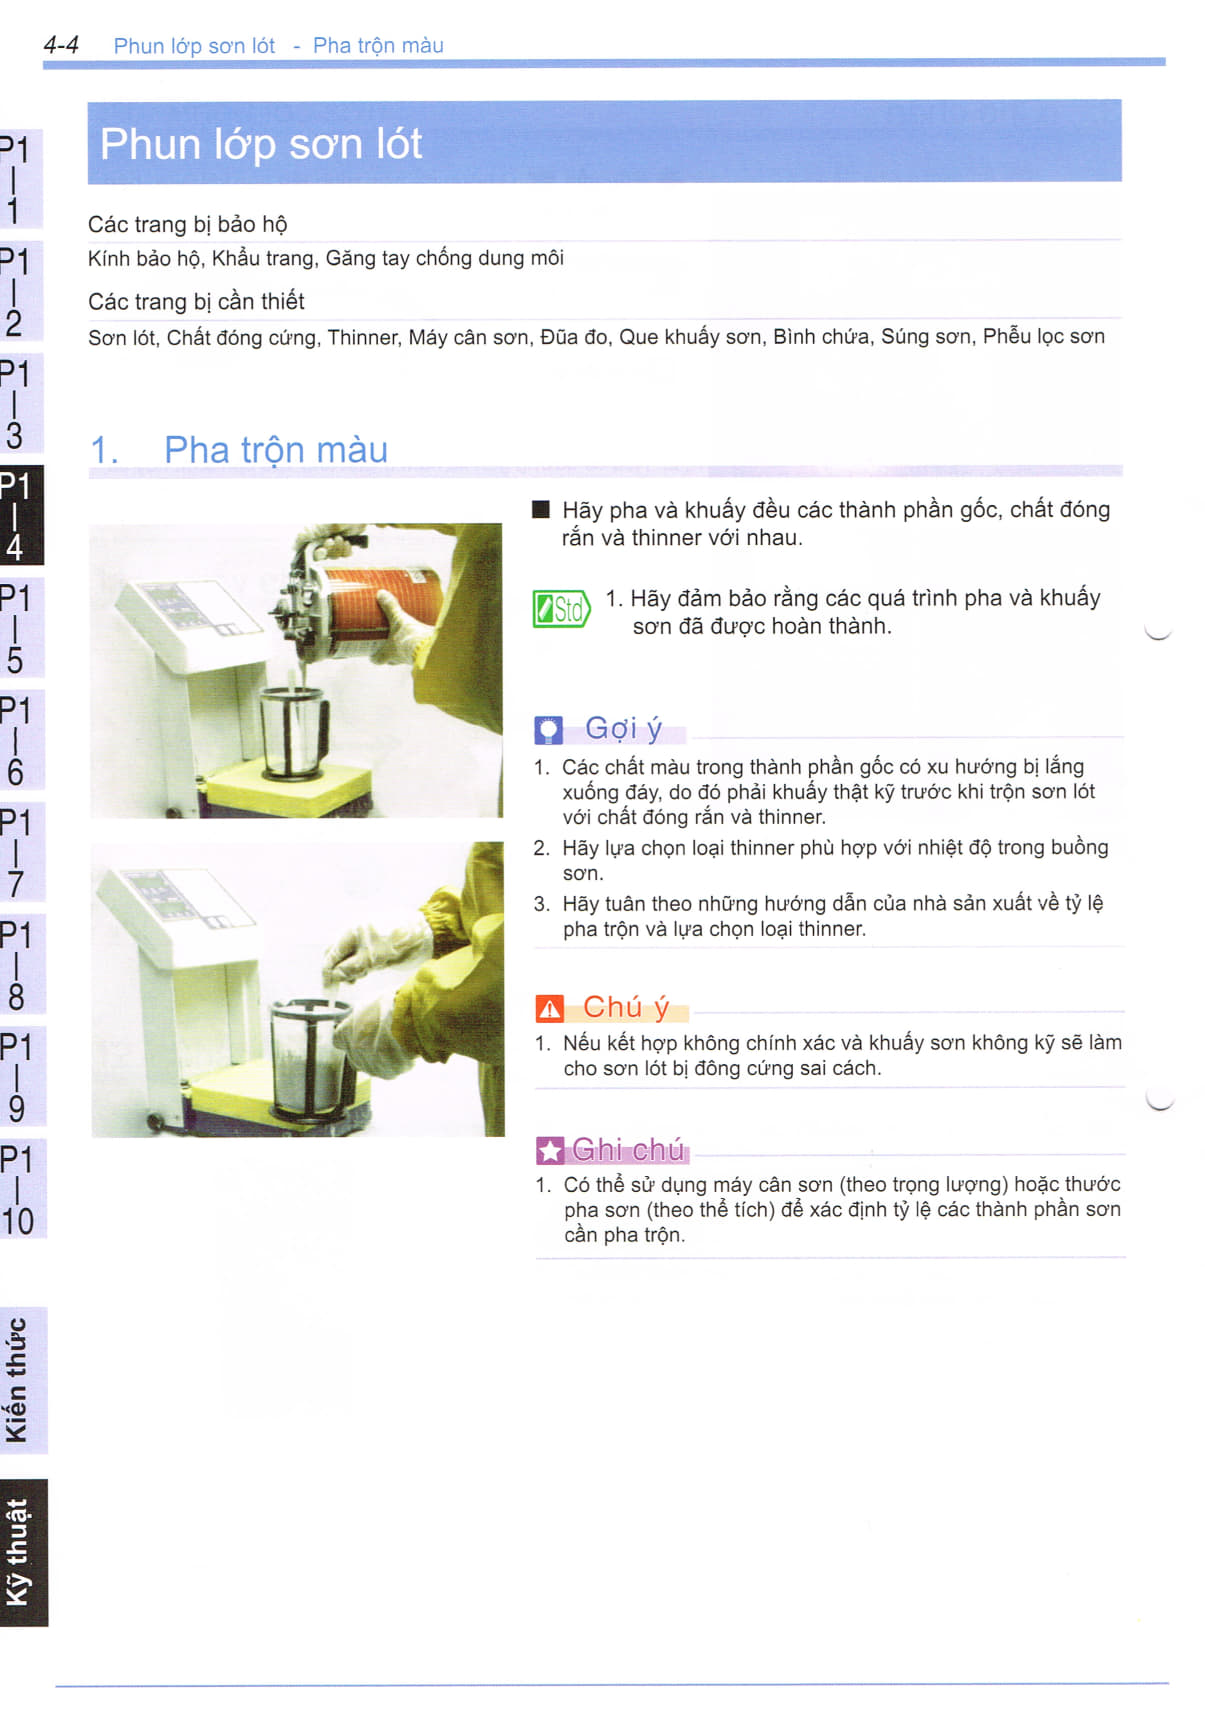 4-4 Phun lớp sơn lót - Pha trộn màu
Phun lớp sơn lót
Các trang bị bảo hộ
Kính bảo hộ, Khẩu trang, Găng tay chống dung môi
Các trang bị cần thiết
Sơn lót, Chất đóng cứng, Thinner, Máy cân sơn, Đũa đo, Que khuấy sơn, Bình chứa, Súng sơn, Phễu lọc sơn
1. Pha trộn màu
■ Hãy pha và khuấy đều các thành phần gốc, chất đóng
rắn và thinner với nhau.
Std 1. Hãy đảm bảo rằng các quá trình pha và khuấy
sơn đã được hoàn thành.
Gợi ý
1. Các chất màu trong thành phần gốc có xu hướng bị lắng
xuống đáy, do đó phải khuấy thật kỹ trước khi trộn sơn lót
với chất đóng rắn và thinner.
2. Hãy lựa chọn loại thinner phù hợp với nhiệt độ trong buồng
sơn.
3. Hãy tuân theo những hướng dẫn của nhà sản xuất về tỷ lệ
pha trộn và lựa chọn loại thinner.
Chú ý
1. Nếu kết hợp không chính xác và khuấy sơn không kỹ sẽ làm
cho sơn lót bị đông cứng sai cách.
Ghi chú
1. Có thể sử dụng máy cân sơn (theo trọng lượng) hoặc thước
pha sơn (theo thể tích) để xác định tỷ lệ các thành phần sơn
cần pha trộn.
P1
1
P1
2
P1
3
P1
4
P1
5
P1
6
P1
7
P1
8
P1
9
P1
10
Kiến thức
Kỹ thuật